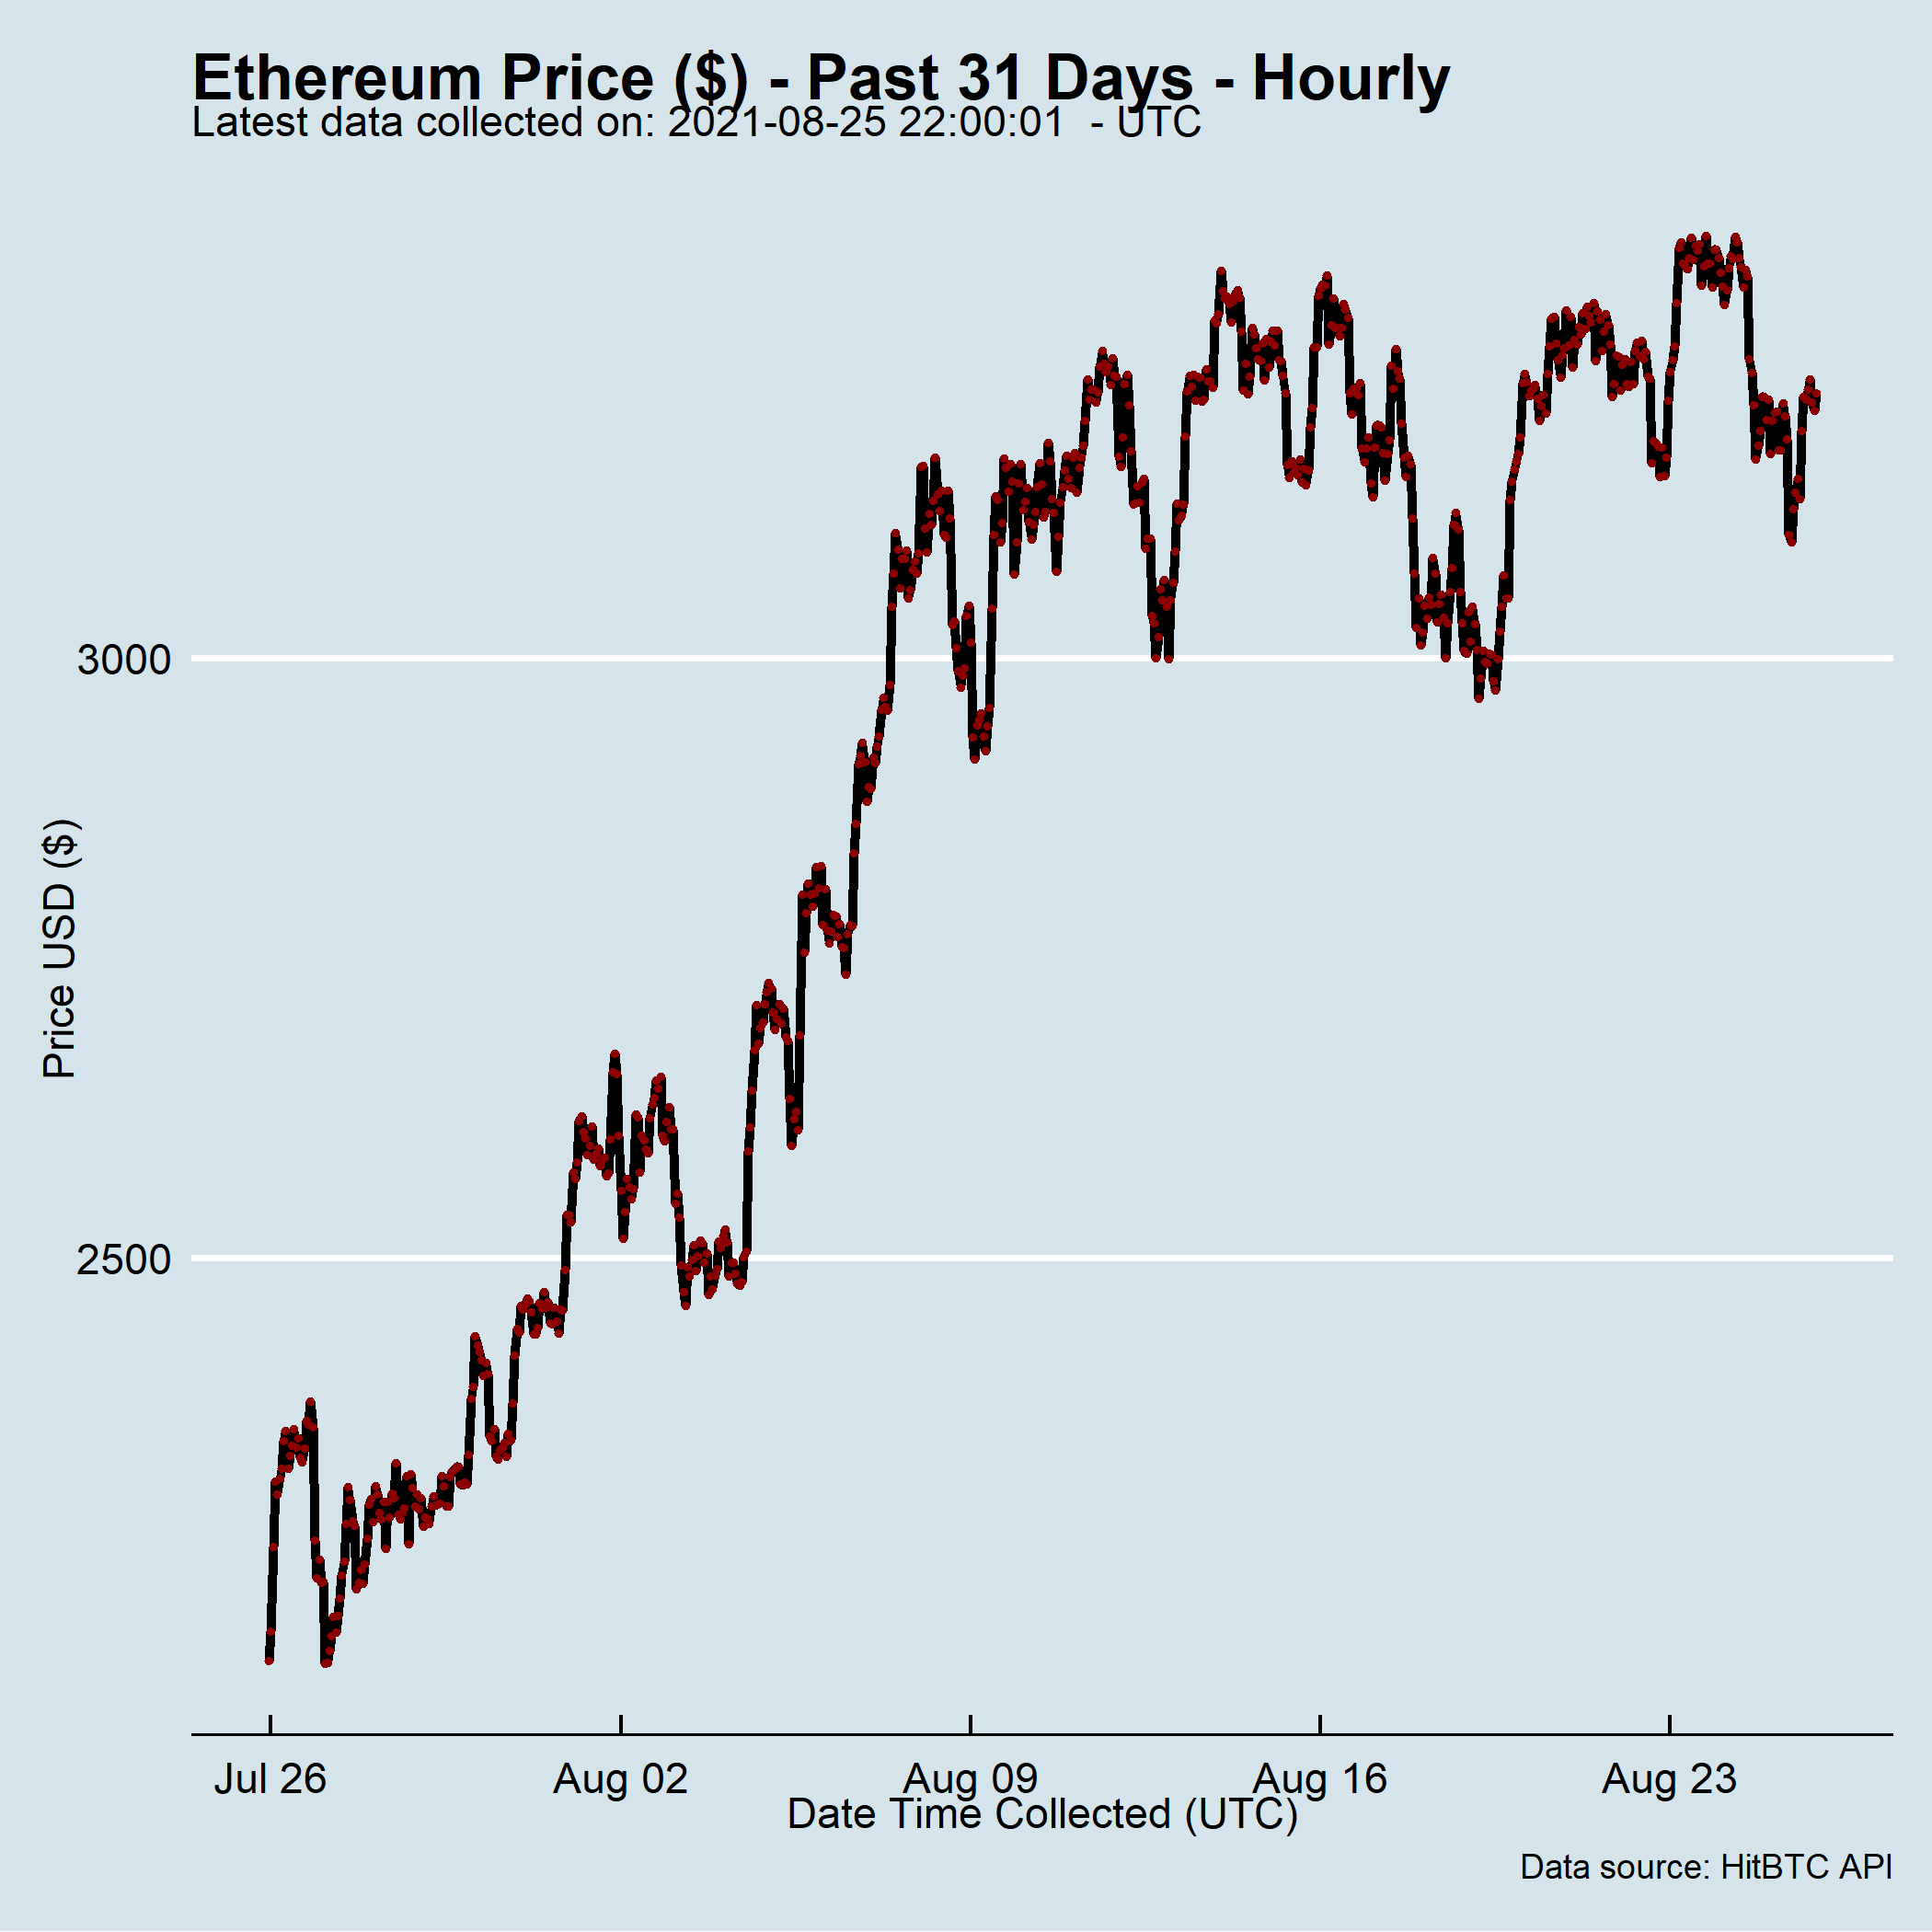 Ethereum Price ($) - Past 31 Days - Hourly
Latest data collected on: 2021-08-25 22:00:01  - UTC
Price USD ($)
3000
2500
Jul 26
Aug 02
Aug 09
Aug 16
Aug 23
Date Time Collected (UTC)
Data source: HitBTC API